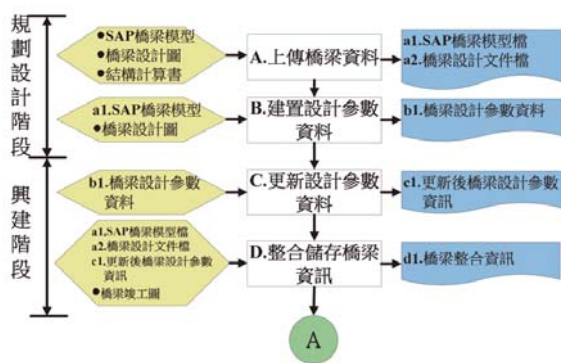 規劃設計階段
●SAP橋梁模型
●橋梁設計圖
●結構計算書
A.上傳橋梁資料
a1.SAP橋梁模型檔
a2.橋梁設計文件檔
a1.SAP橋梁模型
●橋梁設計圖
B.建置設計參數
資料
b1.橋梁設計參數資料
興建階段
b1.橋梁設計參數
資料
C.更新設計參數
資料
c1.更新後橋梁設計參數
資訊
a1.SAP橋梁模型檔
a2.橋梁設計文件檔
c1.更新後橋梁設計參數
資訊
●橋梁竣工圖
D.整合儲存橋梁
資訊
d1.橋梁整合資訊
A